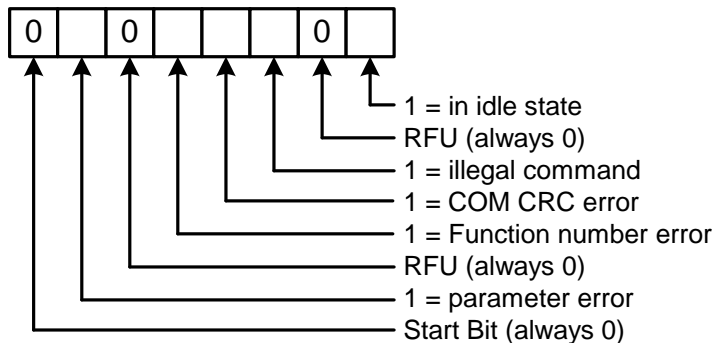 0 0 0
1 = in idle state
RFU (always 0)
1 = illegal command
1 = COM CRC error
1 = Function number error
RFU (always 0)
1 = parameter error
Start Bit (always 0)